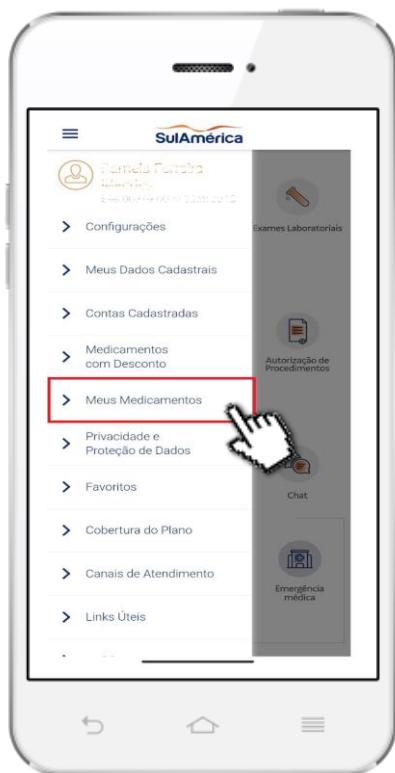 SulAmérica
Configurações
Meus Dados Cadastrais
Contas Cadastradas
Medicamentos
com Desconto
Meus Medicamentos
Privacidade e
Proteção de Dados
Favoritos
Cobertura do Plano
Canais de Atendimento
Links Úteis
Exames Laboratoriais
Autorização de
Procedimentos
Chat
Emergência
médica